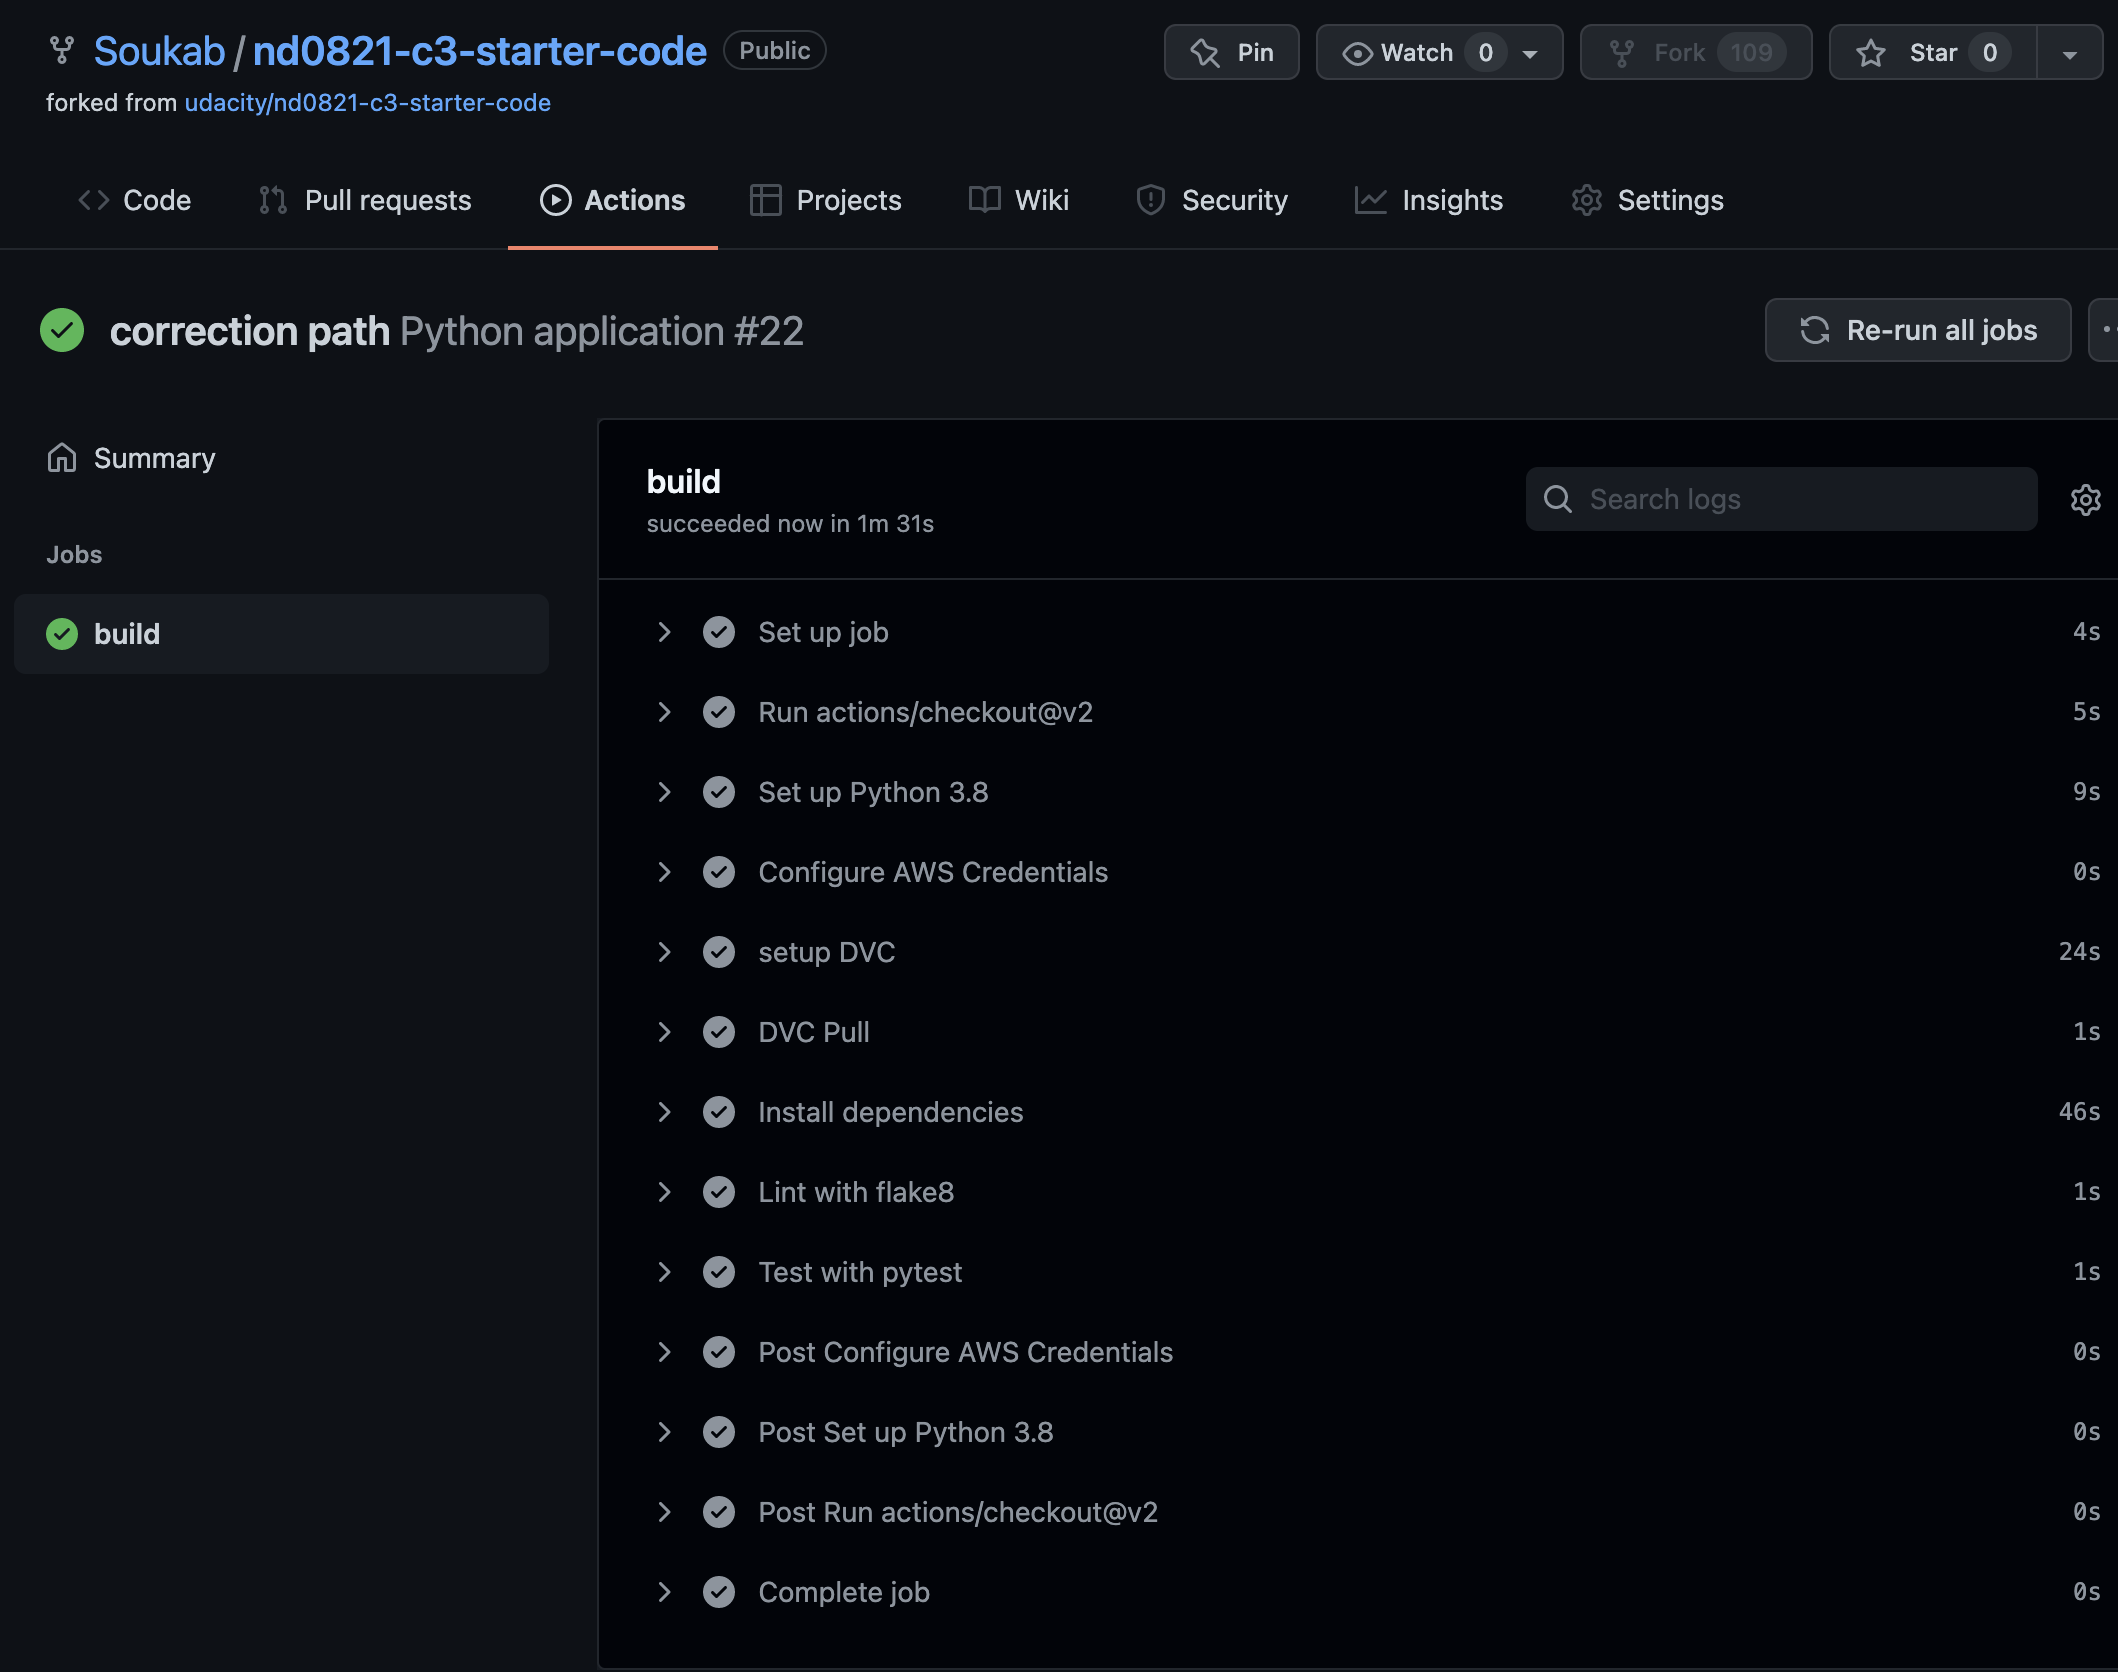 Soukab / nd0821-c3-starter-code Public Pin Watch 0 Fork 109 Star 0
forked from udacity/nd0821-c3-starter-code
Code Pull requests Actions Projects Wiki Security Insights Settings
correction path Python application #22 Re-run all jobs
Summary
Jobs
build
build
succeeded now in 1m 31s
Search logs
Set up job 4s
Run actions/checkout@v2 5s
Set up Python 3.8 9s
Configure AWS Credentials 0s
setup DVC 24s
DVC Pull 1s
Install dependencies 46s
Lint with flake8 1s
Test with pytest 1s
Post Configure AWS Credentials 0s
Post Set up Python 3.8 0s
Post Run actions/checkout@v2 0s
Complete job 0s